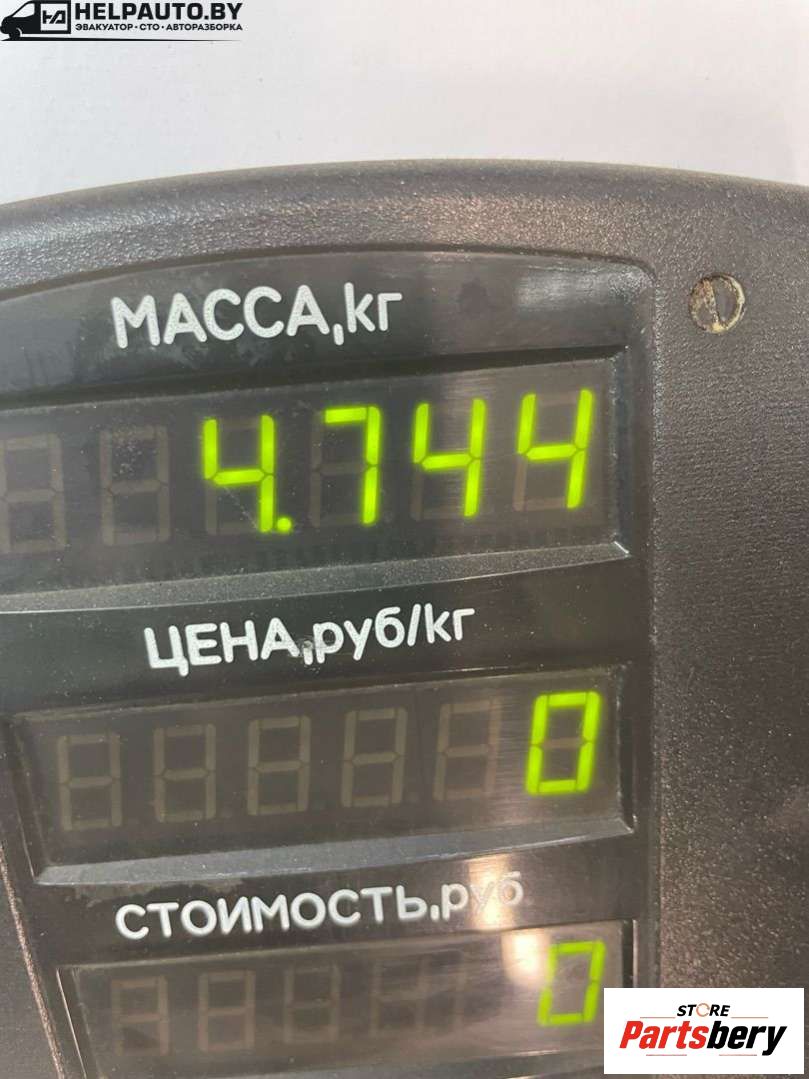 HELPAUTO.BY
ЭВАКУАТОР • СТО • АВТОРАЗБОРКА
МАССА,кг
4.744
ЦЕНА,руб/кг
0
СТОИМОСТЬ,руб
0
STORE
Partsbery